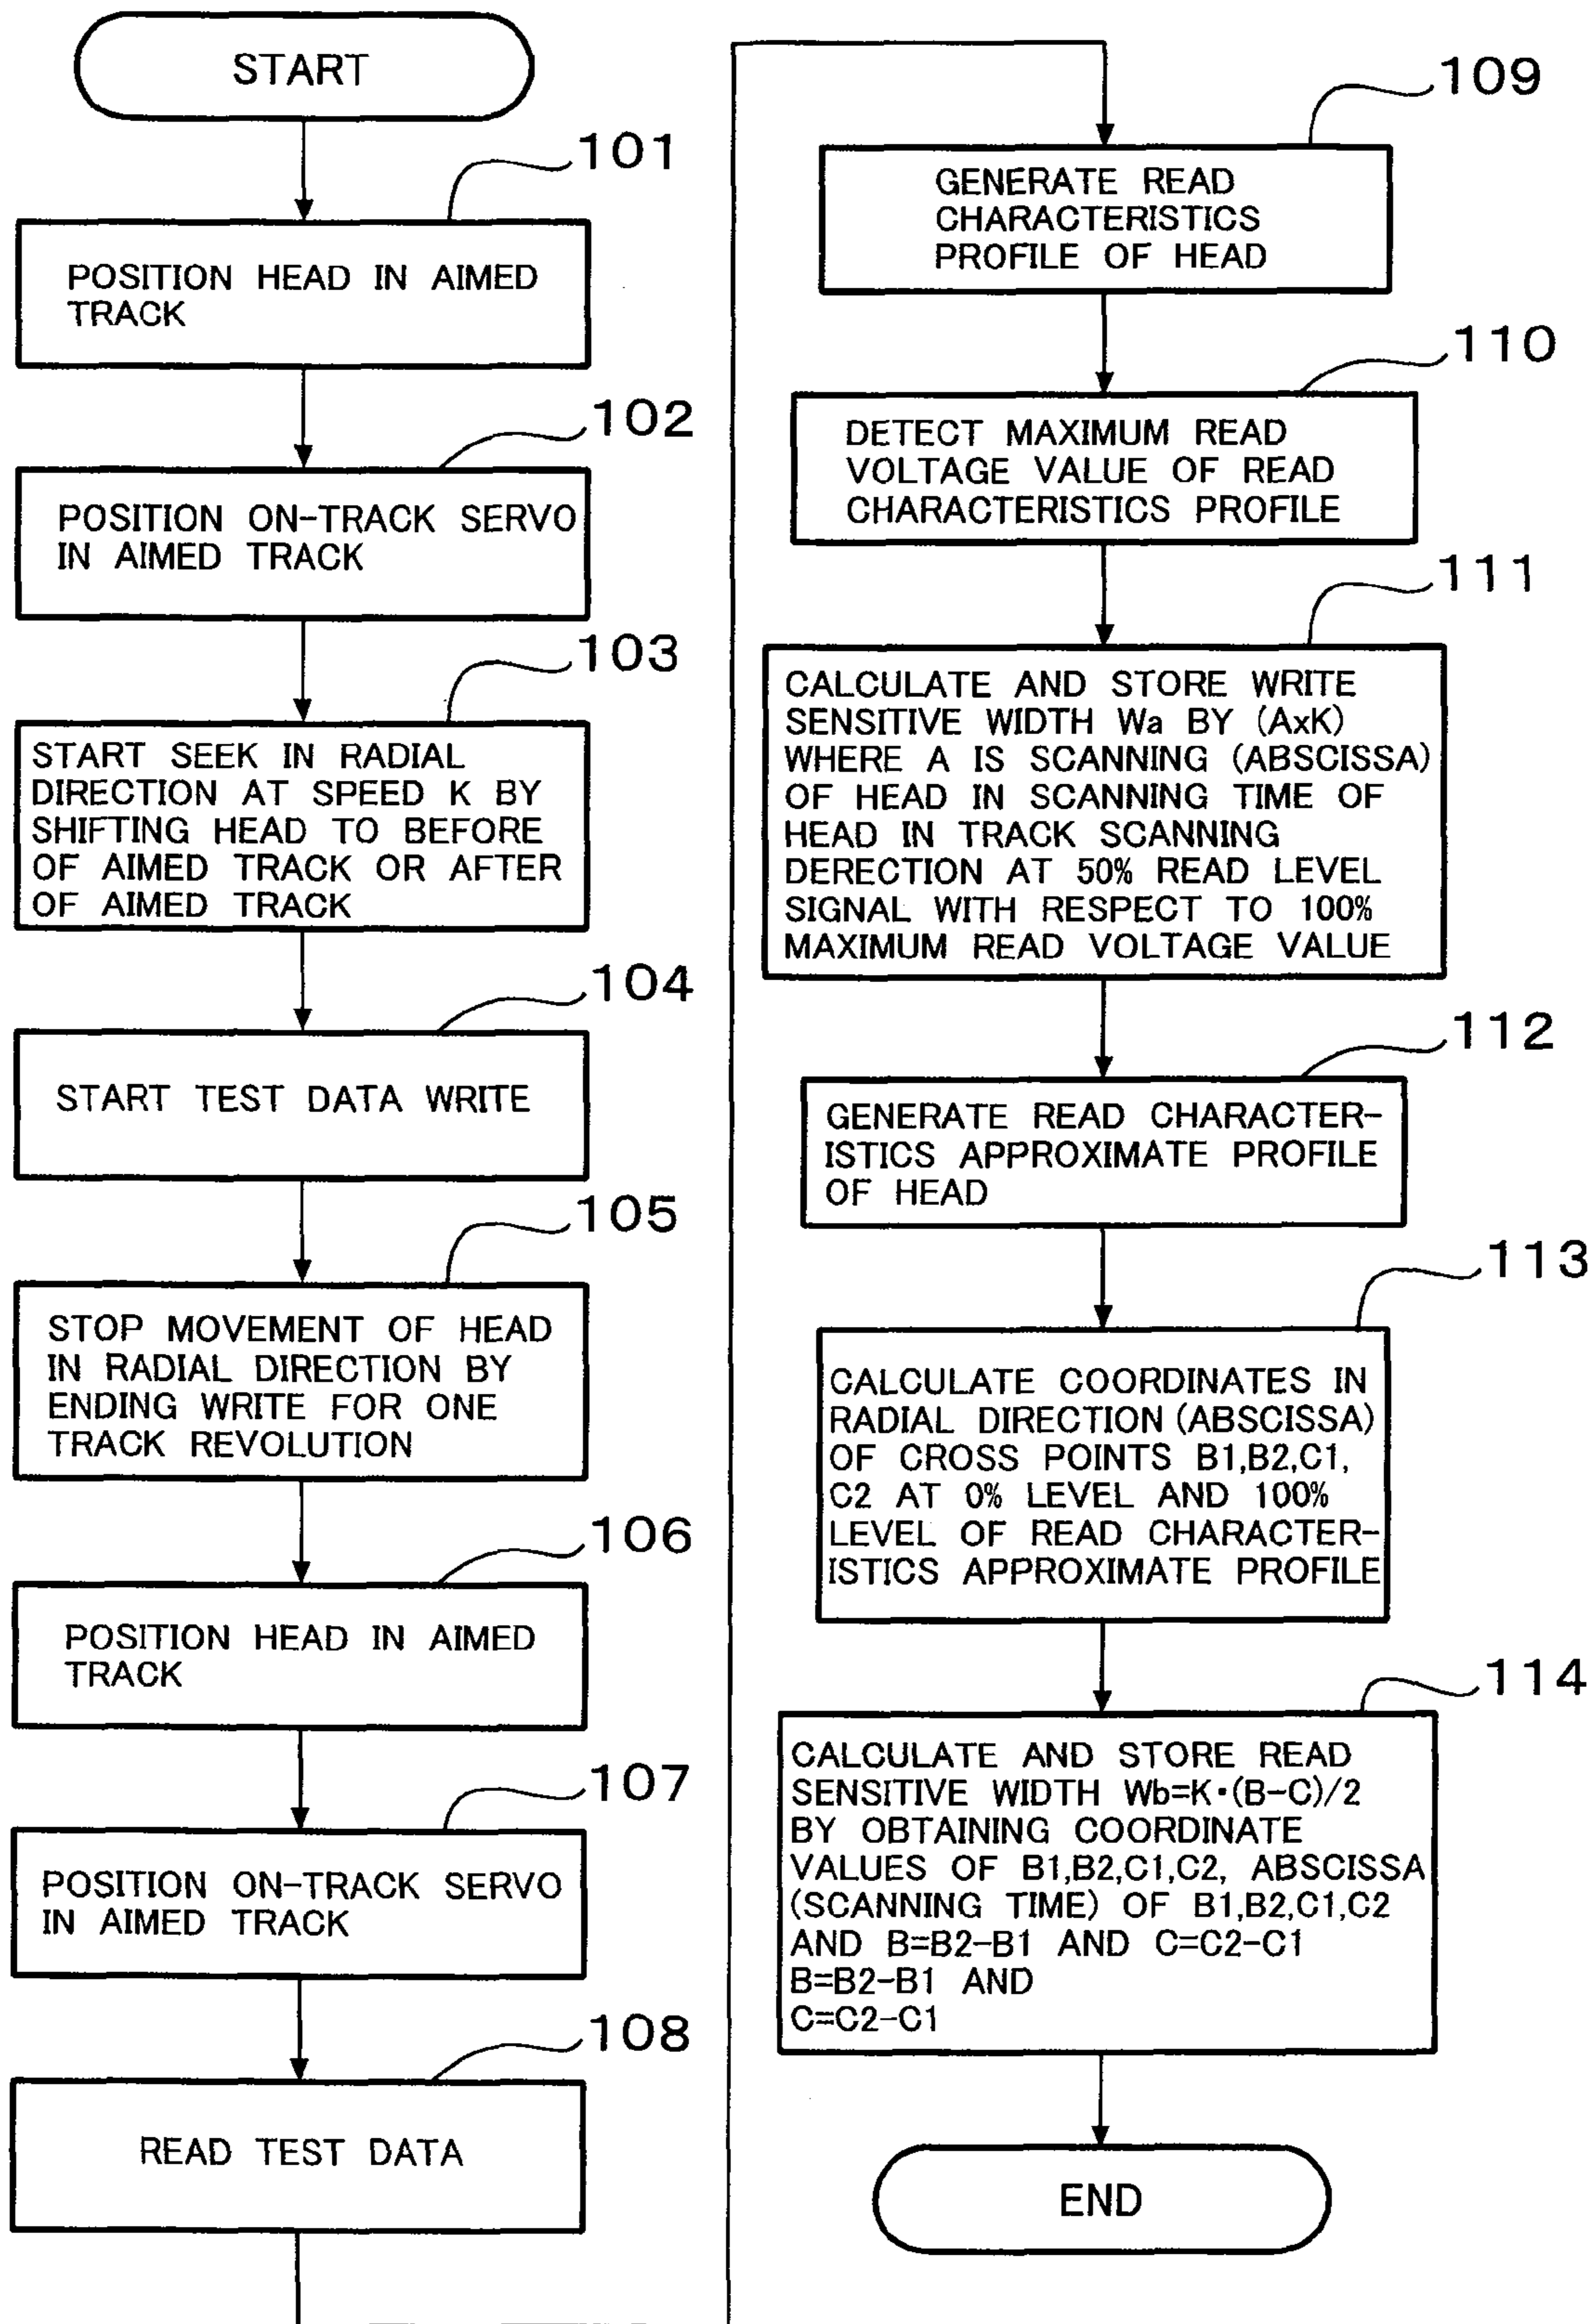 START
101
POSITION HEAD IN AIMED
TRACK
102
POSITION ON-TRACK SERVO
IN AIMED TRACK
103
START SEEK IN RADIAL
DIRECTION AT SPEED K BY
SHIFTING HEAD TO BEFORE
OF AIMED TRACK OR AFTER
OF AIMED TRACK
104
START TEST DATA WRITE
105
STOP MOVEMENT OF HEAD
IN RADIAL DIRECTION BY
ENDING WRITE FOR ONE
TRACK REVOLUTION
106
POSITION HEAD IN AIMED
TRACK
107
POSITION ON-TRACK SERVO
IN AIMED TRACK
108
READ TEST DATA
109
GENERATE READ
CHARACTERISTICS
PROFILE OF HEAD
110
DETECT MAXIMUM READ
VOLTAGE VALUE OF READ
CHARACTERISTICS PROFILE
111
CALCULATE AND STORE WRITE
SENSITIVE WIDTH Wa BY (AxK)
WHERE A IS SCANNING (ABSCISSA)
OF HEAD IN SCANNING TIME OF
HEAD IN TRACK SCANNING
DERECTION AT 50% READ LEVEL
SIGNAL WITH RESPECT TO 100%
MAXIMUM READ VOLTAGE VALUE
112
GENERATE READ CHARACTER-
ISTICS APPROXIMATE PROFILE
OF HEAD
113
CALCULATE COORDINATES IN
RADIAL DIRECTION (ABSCISSA)
OF CROSS POINTS B1,B2,C1,
C2 AT 0% LEVEL AND 100%
LEVEL OF READ CHARACTER-
ISTICS APPROXIMATE PROFILE
114
CALCULATE AND STORE READ
SENSITIVE WIDTH Wb=K·(B-C)/2
BY OBTAINING COORDINATE
VALUES OF B1,B2,C1,C2, ABSCISSA
(SCANNING TIME) OF B1,B2,C1,C2
AND B=B2-B1 AND C=C2-C1
B=B2-B1 AND
C=C2-C1
END